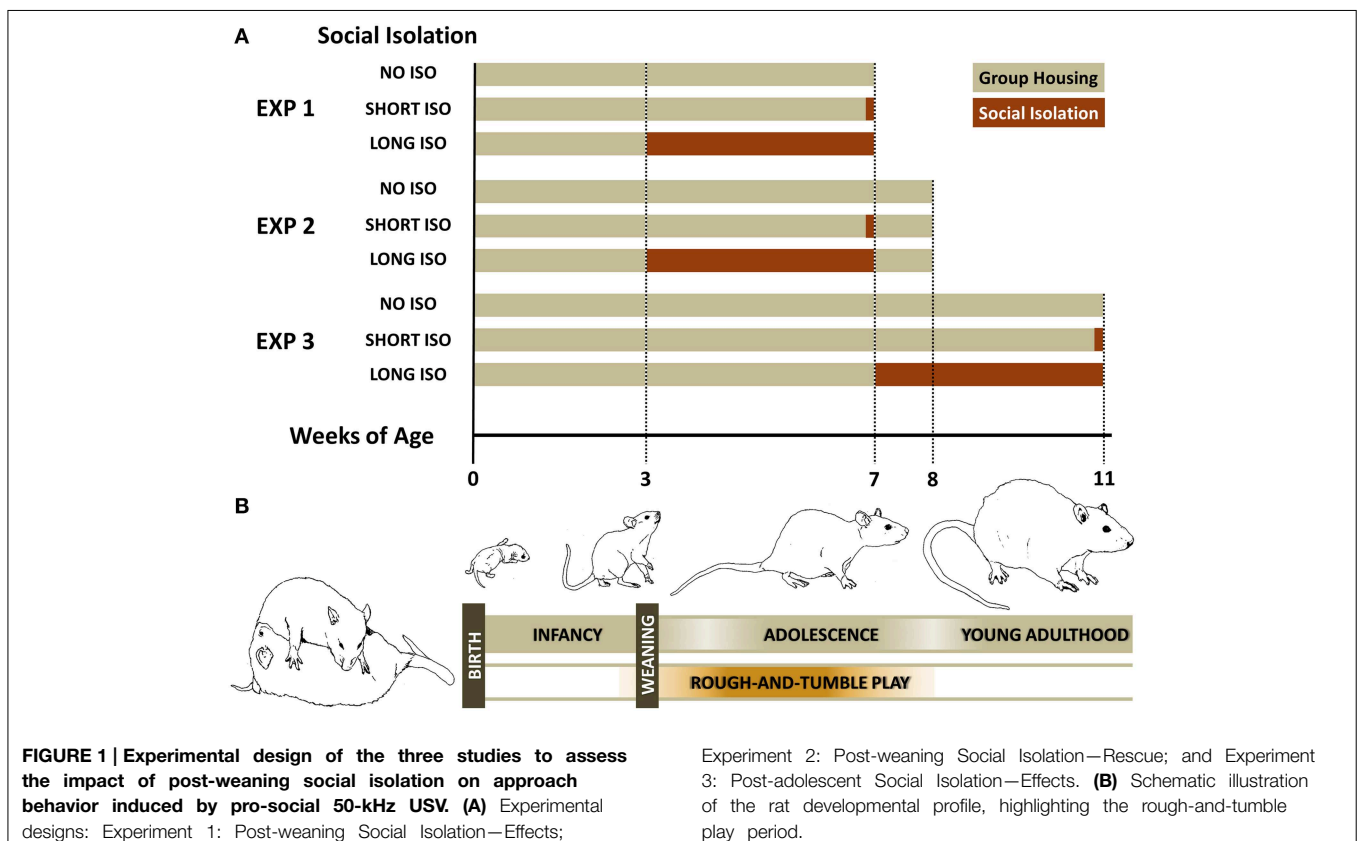 A
Social Isolation
NO ISO
EXP 1
SHORT ISO
LONG ISO
NO ISO
EXP 2
SHORT ISO
LONG ISO
NO ISO
EXP 3
SHORT ISO
LONG ISO
Group Housing
Social Isolation
Weeks of Age
0 3 7 8 11
B
BIRTH
INFANCY
WEANING
ADOLESCENCE
YOUNG ADULTHOOD
ROUGH-AND-TUMBLE PLAY
FIGURE 1 | Experimental design of the three studies to assess
the impact of post-weaning social isolation on approach
behavior induced by pro-social 50-kHz USV. (A) Experimental
designs: Experiment 1: Post-weaning Social Isolation—Effects;
Experiment 2: Post-weaning Social Isolation—Rescue; and Experiment
3: Post-adolescent Social Isolation—Effects. (B) Schematic illustration
of the rat developmental profile, highlighting the rough-and-tumble
play period.